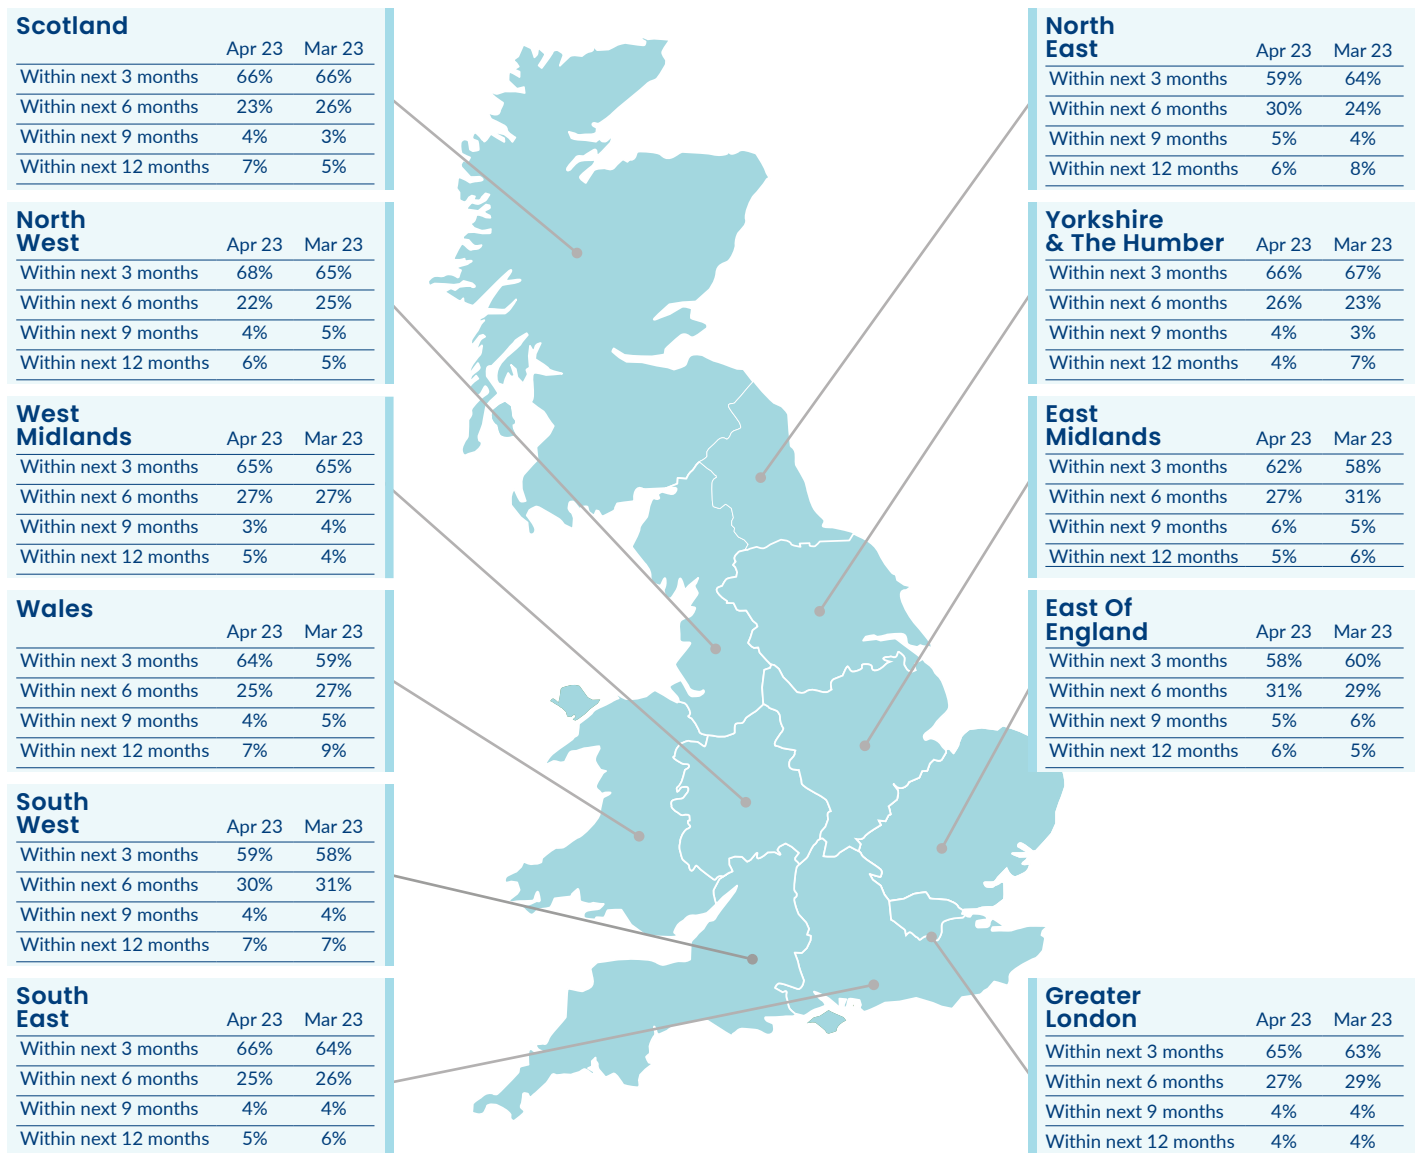 Scotland
Apr 23 Mar 23
Within next 3 months 66% 66%
Within next 6 months 23% 26%
Within next 9 months 4% 3%
Within next 12 months 7% 5%
North
West
Apr 23 Mar 23
Within next 3 months 68% 65%
Within next 6 months 22% 25%
Within next 9 months 4% 5%
Within next 12 months 6% 5%
West
Midlands
Apr 23 Mar 23
Within next 3 months 65% 65%
Within next 6 months 27% 27%
Within next 9 months 3% 4%
Within next 12 months 5% 4%
Wales
Apr 23 Mar 23
Within next 3 months 64% 59%
Within next 6 months 25% 27%
Within next 9 months 4% 5%
Within next 12 months 7% 9%
South
West
Apr 23 Mar 23
Within next 3 months 59% 58%
Within next 6 months 30% 31%
Within next 9 months 4% 4%
Within next 12 months 7% 7%
South
East
Apr 23 Mar 23
Within next 3 months 66% 64%
Within next 6 months 25% 26%
Within next 9 months 4% 4%
Within next 12 months 5% 6%
North
East
Apr 23 Mar 23
Within next 3 months 59% 64%
Within next 6 months 30% 24%
Within next 9 months 5% 4%
Within next 12 months 6% 8%
Yorkshire
& The Humber
Apr 23 Mar 23
Within next 3 months 66% 67%
Within next 6 months 26% 23%
Within next 9 months 4% 3%
Within next 12 months 4% 7%
East
Midlands
Apr 23 Mar 23
Within next 3 months 62% 58%
Within next 6 months 27% 31%
Within next 9 months 6% 5%
Within next 12 months 5% 6%
East Of
England
Apr 23 Mar 23
Within next 3 months 58% 60%
Within next 6 months 31% 29%
Within next 9 months 5% 6%
Within next 12 months 6% 5%
Greater
London
Apr 23 Mar 23
Within next 3 months 65% 63%
Within next 6 months 27% 29%
Within next 9 months 4% 4%
Within next 12 months 4% 4%